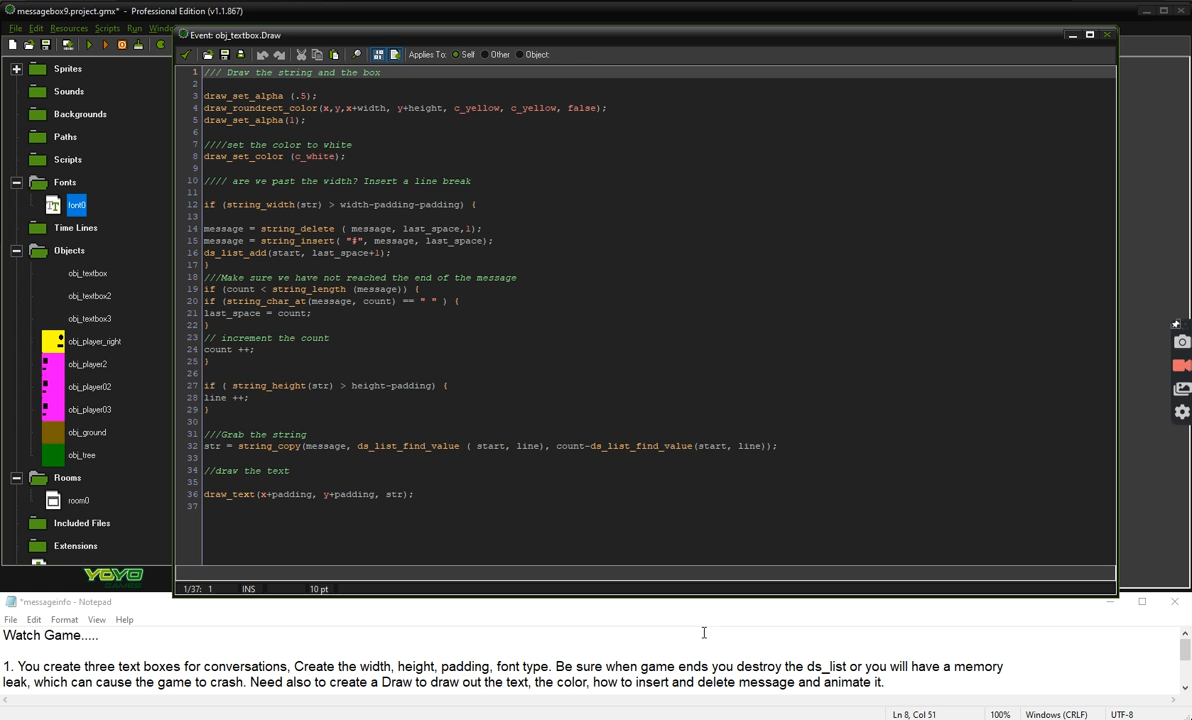 messagebox9.project.gmx* - Professional Edition (v1.1.867)
File Edit Resources Scripts Run Windo
Event: obj_textbox.Draw
Applies To: Self Other Object
Sprites
Sounds
Backgrounds
Paths
Scripts
Fonts
font0
Time Lines
Objects
obj_textbox
obj_textbox2
obj_textbox3
obj_player_right
obj_player2
obj_player02
obj_player03
obj_ground
obj_tree
Rooms
room0
Included Files
Extensions
YOYO
GAMES
1 /// Draw the string and the box
2
3 draw_set_alpha (.5);
4 draw_roundrect_color(x,y,x+width, y+height, c_yellow, c_yellow, false);
5 draw_set_alpha(1);
6
7 ////set the color to white
8 draw_set_color (c_white);
9
10 //// are we past the width? Insert a line break
11
12 if (string_width(str) > width-padding-padding) {
13
14 message = string_delete ( message, last_space,1);
15 message = string_insert( "#", message, last_space);
16 ds_list_add(start, last_space+1);
17 }
18 ///Make sure we have not reached the end of the message
19 if (count < string_length (message)) {
20 if (string_char_at(message, count) == " " ) {
21 last_space = count;
22 }
23 // increment the count
24 count ++;
25 }
26
27 if ( string_height(str) > height-padding) {
28 line ++;
29 }
30
31 ///Grab the string
32 str = string_copy(message, ds_list_find_value ( start, line), count-ds_list_find_value(start, line));
33
34 //draw the text
35
36 draw_text(x+padding, y+padding, str);
37
1/37: 1 INS 10 pt
*messageinfo - Notepad
File Edit Format View Help
Watch Game.....
1. You create three text boxes for conversations, Create the width, height, padding, font type. Be sure when game ends you destroy the ds_list or you will have a memory
leak, which can cause the game to crash. Need also to create a Draw to draw out the text, the color, how to insert and delete message and animate it.
Ln 8, Col 51 100% Windows (CRLF) UTF-8